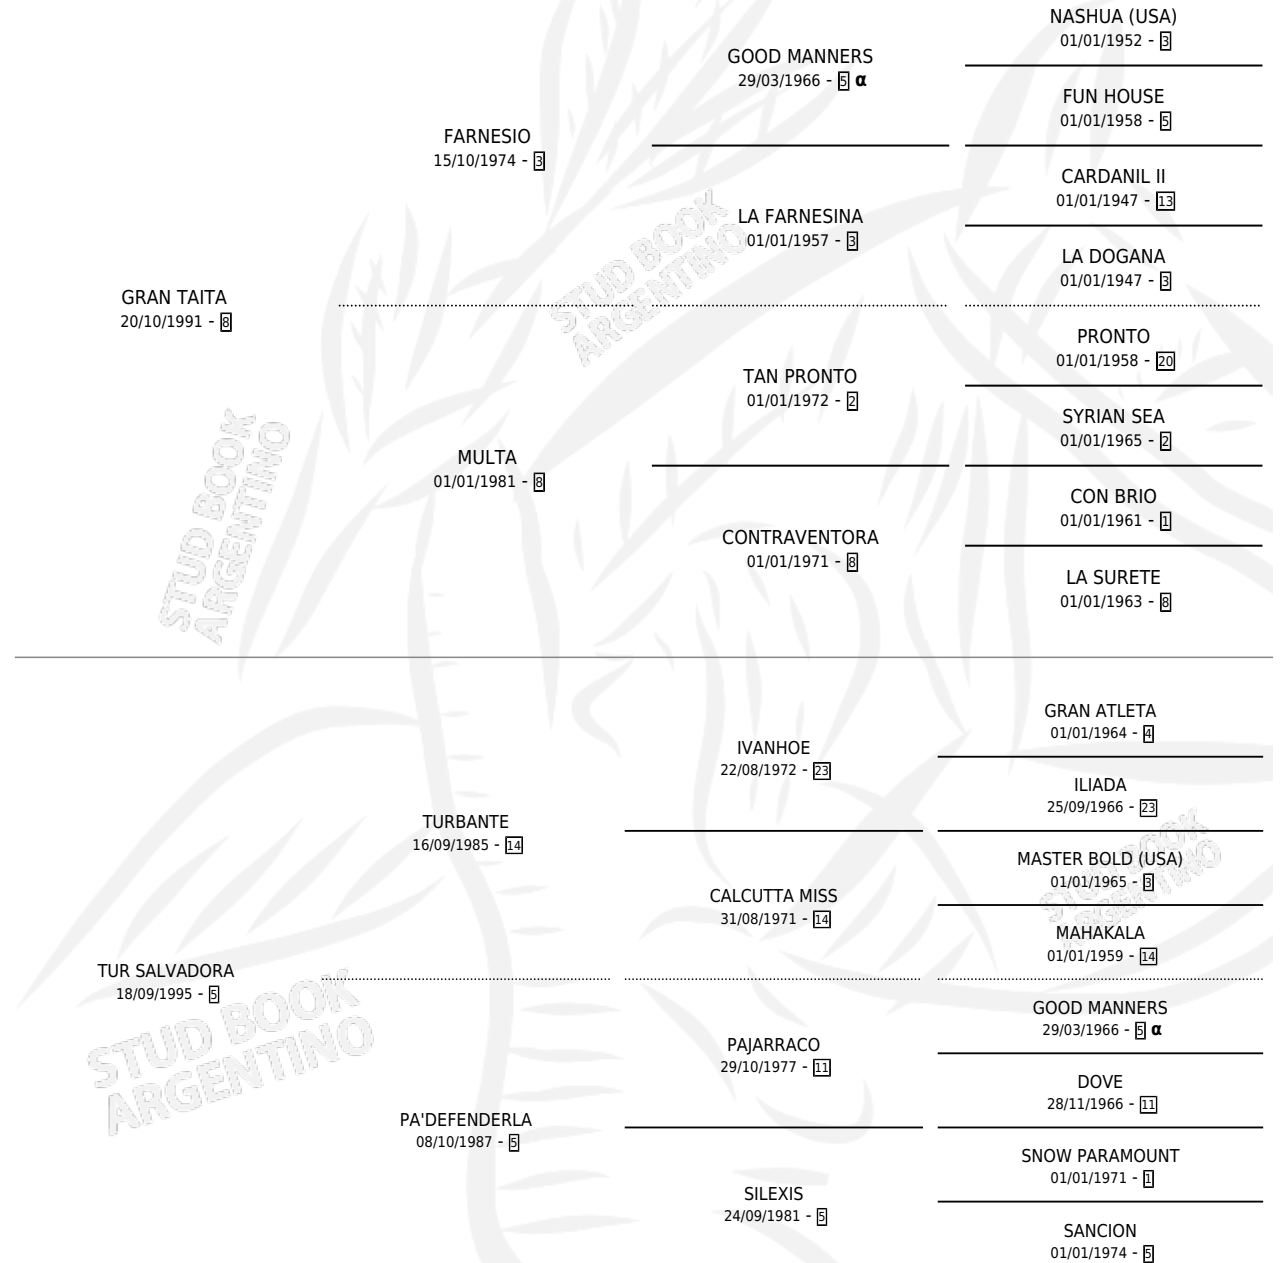 NASHUA (USA)
01/01/1952 - 3
GOOD MANNERS
29/03/1966 - 5 α
FUN HOUSE
01/01/1958 - 5
FARNESIO
15/10/1974 - 3
CARDANIL II
01/01/1947 - 13
LA FARNESINA
01/01/1957 - 3
LA DOGANA
01/01/1947 - 3
GRAN TAITA
20/10/1991 - 8
PRONTO
01/01/1958 - 20
TAN PRONTO
01/01/1972 - 2
SYRIAN SEA
01/01/1965 - 2
MULTA
01/01/1981 - 8
CON BRIO
01/01/1961 - 1
CONTRAVENTORA
01/01/1971 - 8
LA SURETE
01/01/1963 - 8
GRAN ATLETA
01/01/1964 - 4
IVANHOE
22/08/1972 - 23
ILIADA
25/09/1966 - 23
TURBANTE
16/09/1985 - 14
MASTER BOLD (USA)
01/01/1965 - 3
CALCUTTA MISS
31/08/1971 - 14
MAHAKALA
01/01/1959 - 14
TUR SALVADORA
18/09/1995 - 5
GOOD MANNERS
29/03/1966 - 5 α
PAJARRACO
29/10/1977 - 11
DOVE
28/11/1966 - 11
PA'DEFENDERLA
08/10/1987 - 5
SNOW PARAMOUNT
01/01/1971 - 1
SILEXIS
24/09/1981 - 5
SANCION
01/01/1974 - 5
STUD BOOK
ARGENTINO
STUD BOOK
ARGENTINO
STUD BOOK
ARGENTINO
STUD BOOK
ARGENTINO